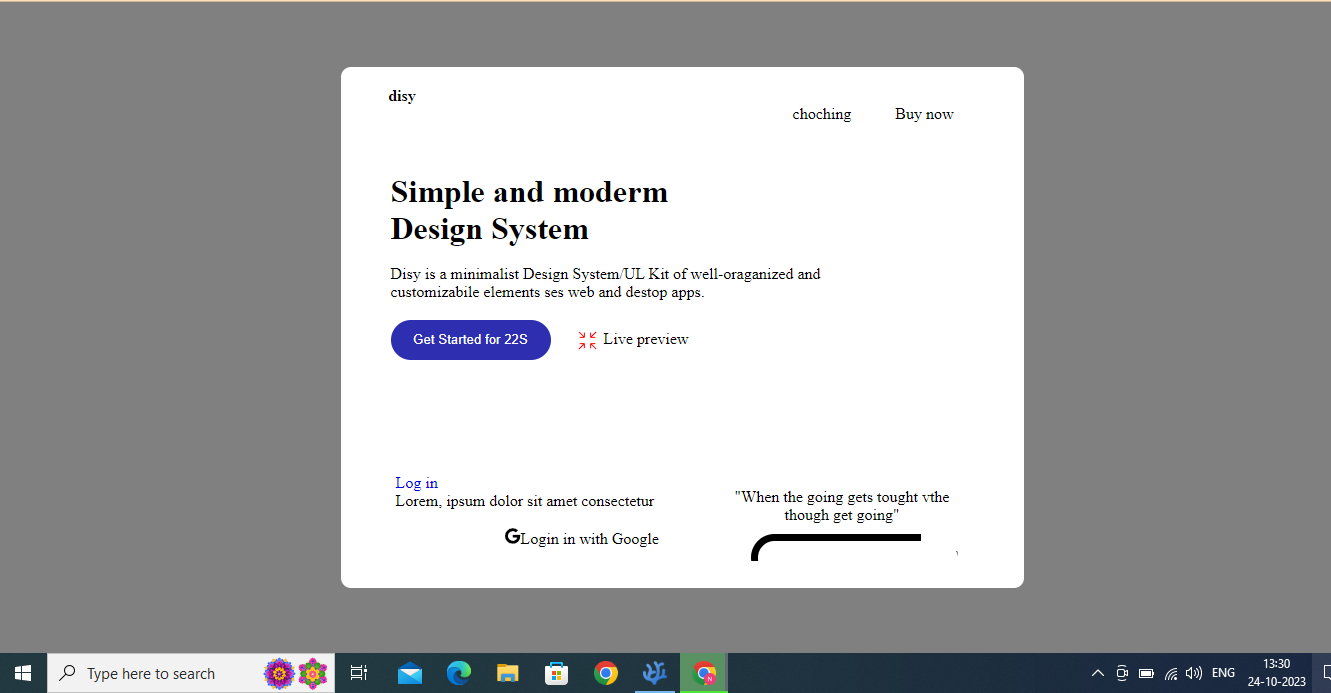 disy
choching
Buy now
Simple and moderm
Design System
Disy is a minimalist Design System/UL Kit of well-oraganized and
customizabile elements ses web and destop apps.
Get Started for 22S
Live preview
Log in
Lorem, ipsum dolor sit amet consectetur
"When the going gets tought vthe
though get going"
GLogin in with Google
Type here to search
ENG
13:30
24-10-2023